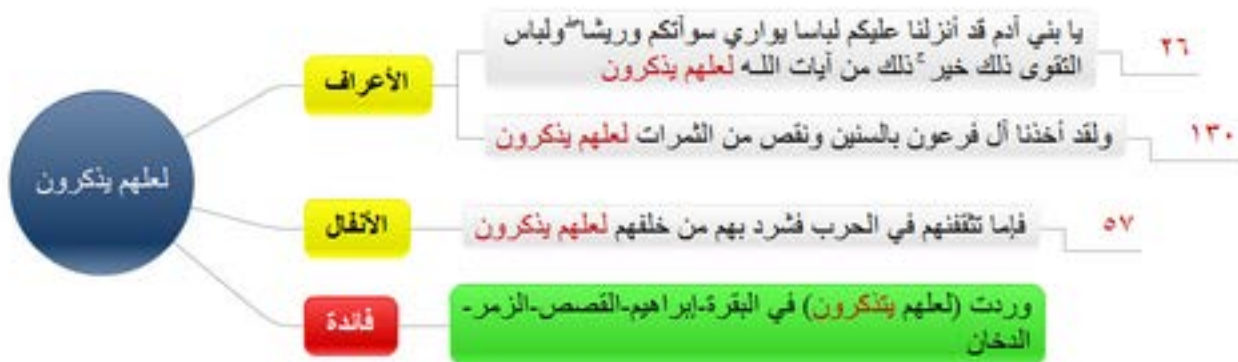 لعلهم يذكرون
الأعراف
يا بني أدم قد أنزلنا عليكم لباسا يواري سوآتكم وريشا ۖ ولباس
التقوى ذلك خير ۚ ذلك من آيات اللـه لعلهم يذكرون
٢٦
ولقد أخذنا آل فرعون بالسنين ونقص من الثمرات لعلهم يذكرون
١٣٠
الأنفال
فإما تثقفنهم في الحرب فشرد بهم من خلفهم لعلهم يذكرون
٥٧
فائدة
وردت (لعلهم يتذكرون) في البقرة-إبراهيم-القصص-الزمر-
الدخان